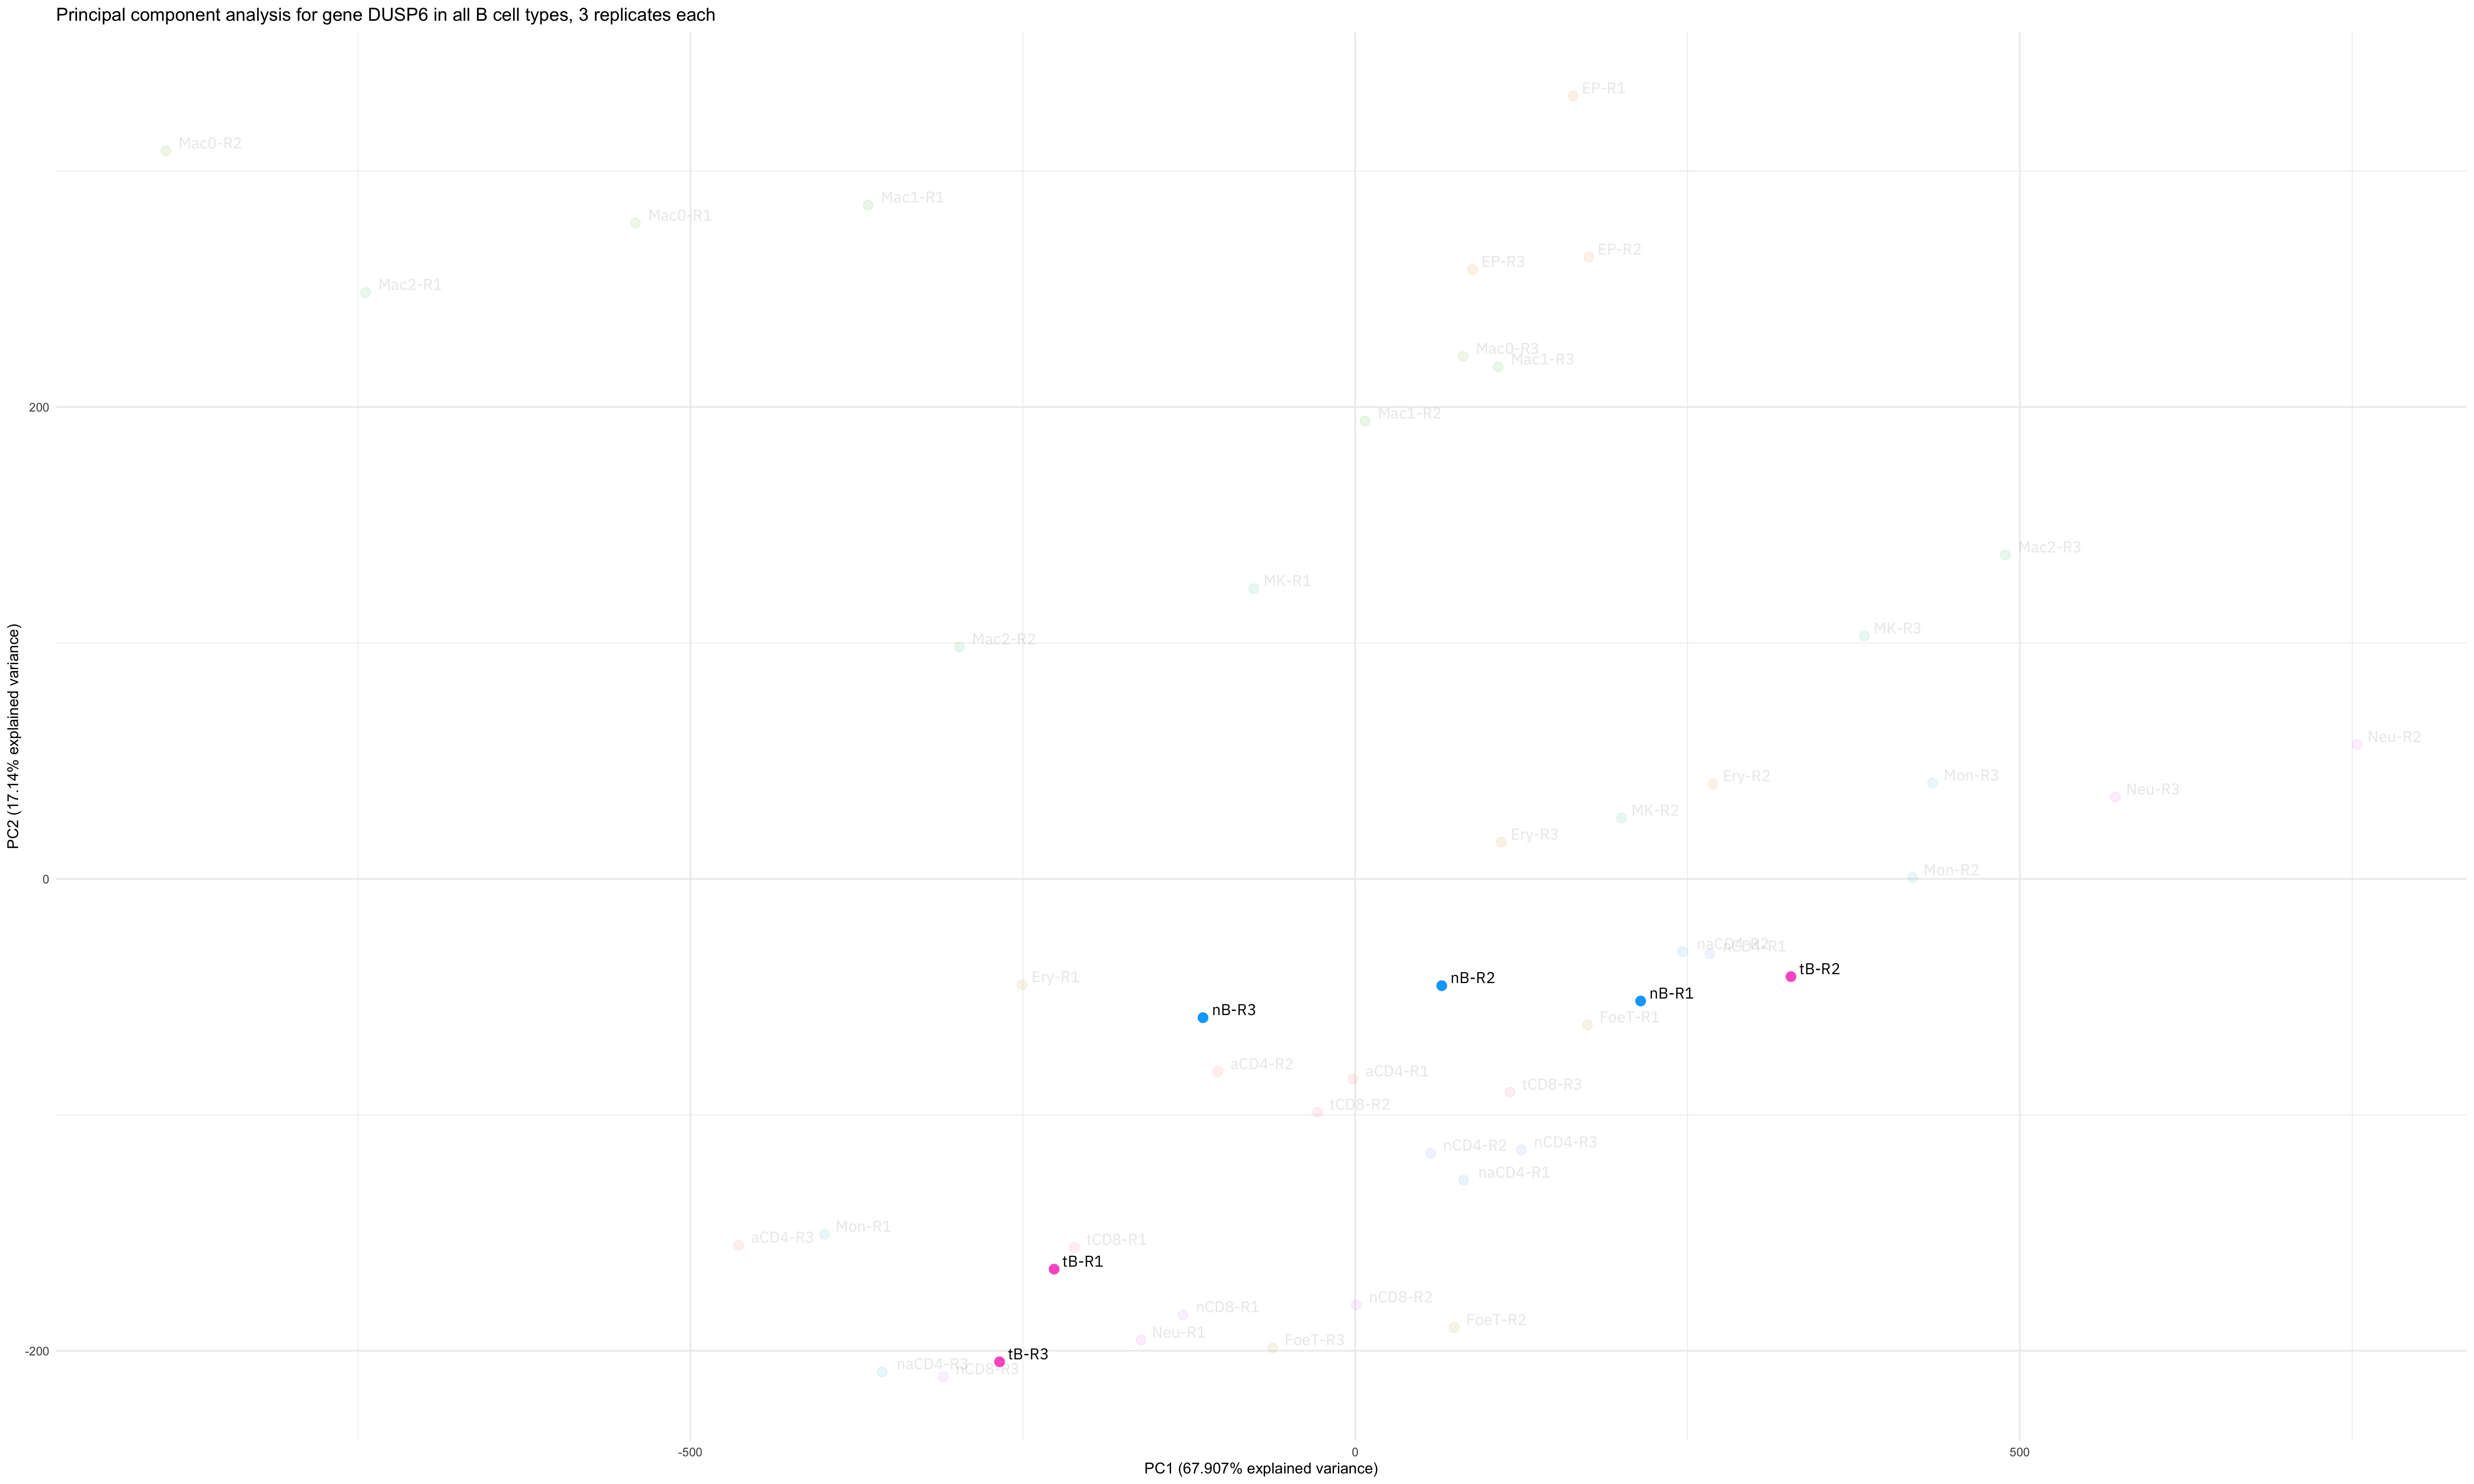 Principal component analysis for gene DUSP6 in all B cell types, 3 replicates each
EP-R1
Mac0-R2
Mac1-R1
Mac0-R1
EP-R2
EP-R3
Mac2-R1
Mac0-R3
Mac1-R3
200
Mac1-R2
Mac2-R3
MK-R1
MK-R3
Mac2-R2
PC2 (17.14% explained variance)
Neu-R2
Ery-R2
Mon-R3
Neu-R3
MK-R2
Ery-R3
0
Mon-R2
naCD4-R2
nCD4-R1
tB-R2
Ery-R1
nB-R2
nB-R1
nB-R3
FoeT-R1
aCD4-R2
aCD4-R1
tCD8-R3
tCD8-R2
nCD4-R2
nCD4-R3
naCD4-R1
Mon-R1
aCD4-R3
tCD8-R1
tB-R1
nCD8-R2
nCD8-R1
FoeT-R2
Neu-R1
FoeT-R3
-200
tB-R3
naCD4-R3
nCD8-R3
-500
0
500
PC1 (67.907% explained variance)